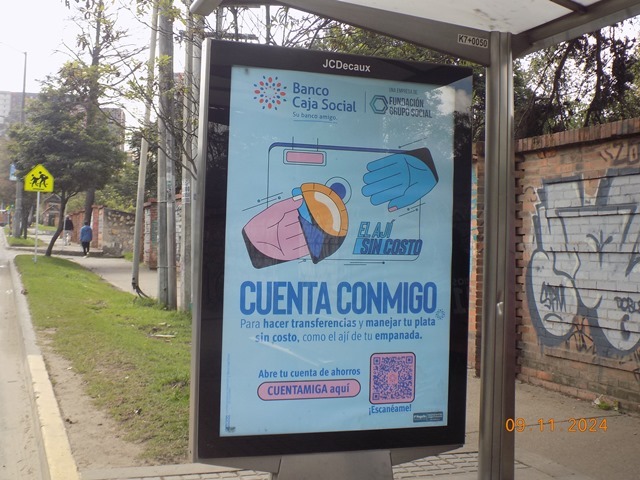 K7+0050
JCDecaux
Banco
Caja Social
Su banco amigo.
UNA EMPRESA DE
FUNDACIÓN
GRUPO SOCIAL
EL AJÍ
SIN COSTO
CUENTA CONMIGO
Para hacer transferencias y manejar tu plata
sin costo, como el ají de tu empanada.
Abre tu cuenta de ahorros
CUENTAMIGA aquí
¡Escanéame!
09.11.2024